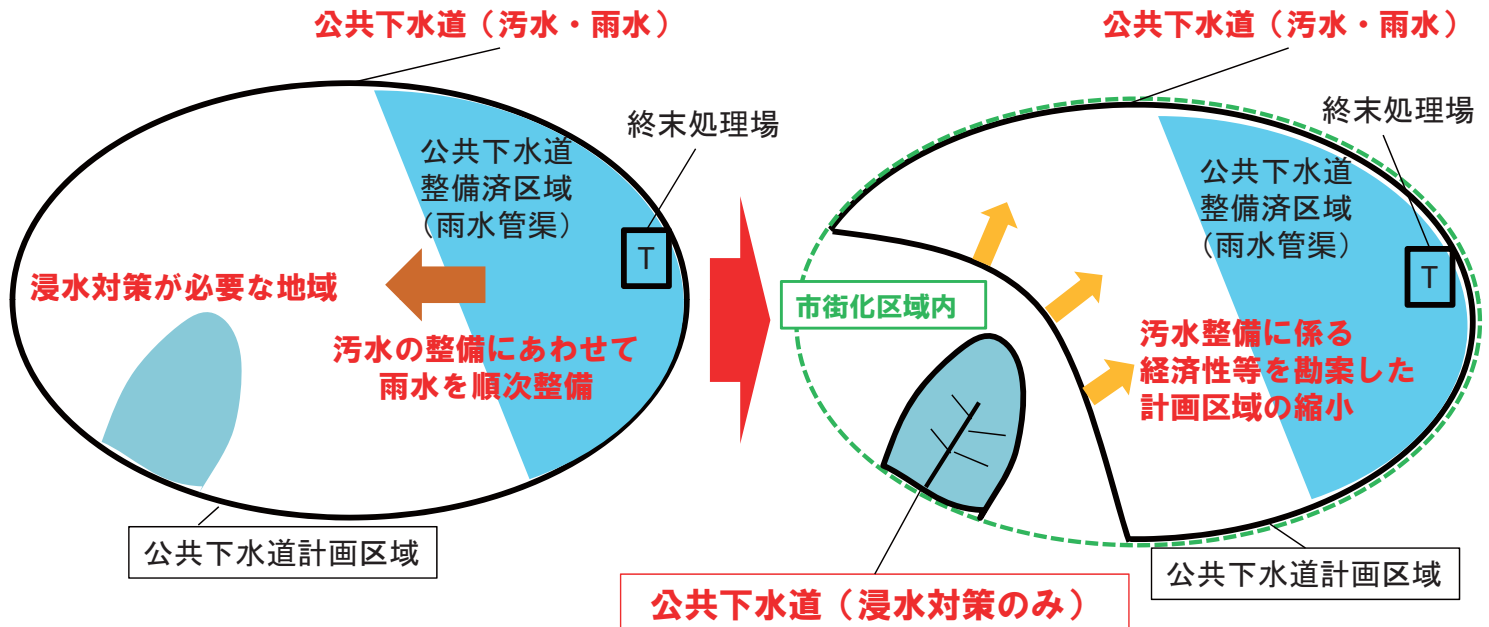 公共下水道（汚水・雨水）
終末処理場
公共下水道
整備済区域
（雨水管渠）
T
浸水対策が必要な地域
汚水の整備にあわせて
雨水を順次整備
公共下水道計画区域
公共下水道（汚水・雨水）
終末処理場
公共下水道
整備済区域
（雨水管渠）
T
市街化区域内
汚水整備に係る
経済性等を勘案した
計画区域の縮小
公共下水道計画区域
公共下水道（浸水対策のみ）